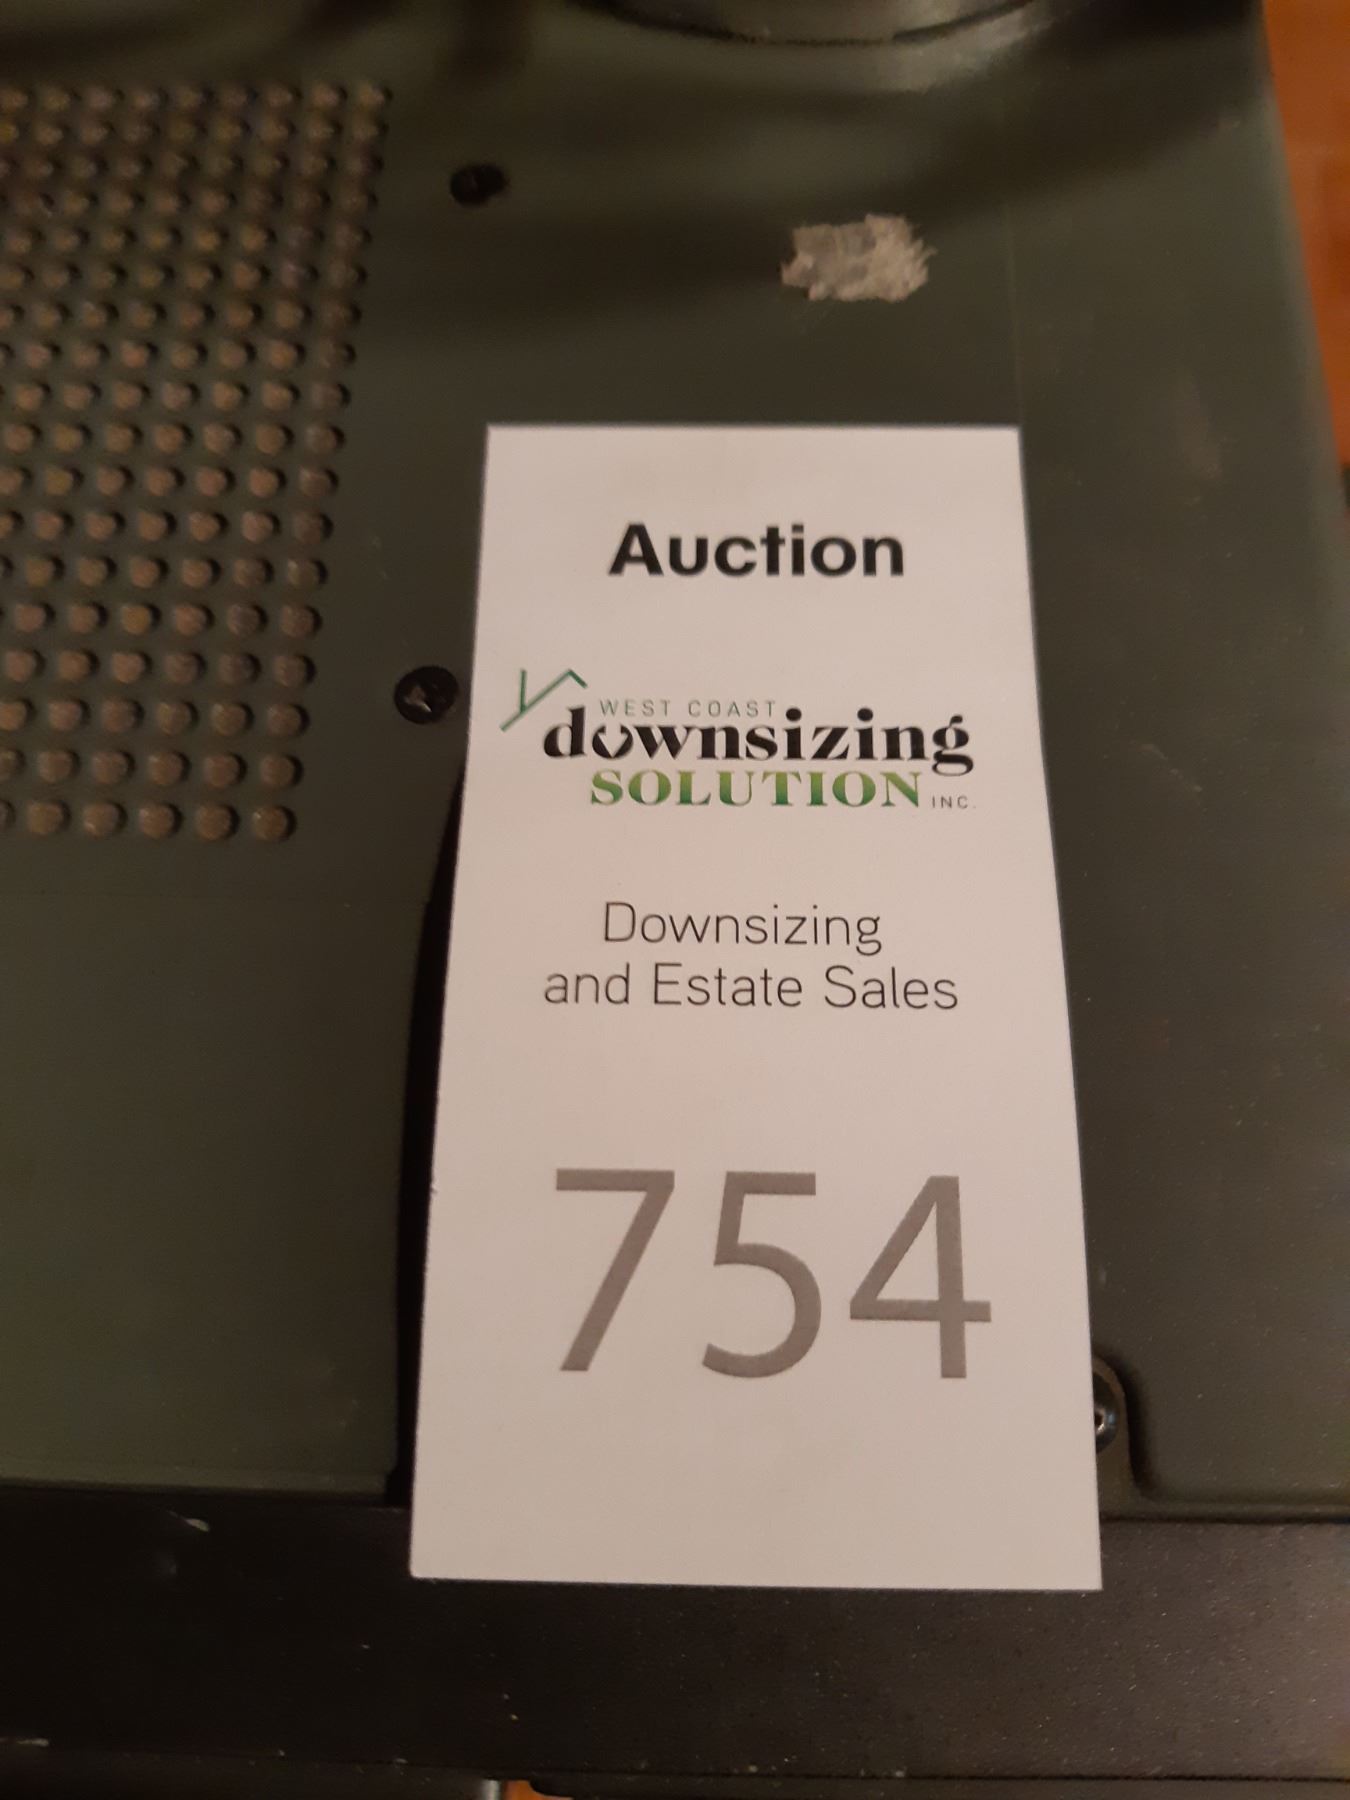 Auction
WEST COAST
downsizing
SOLUTION INC.
Downsizing
and Estate Sales
754